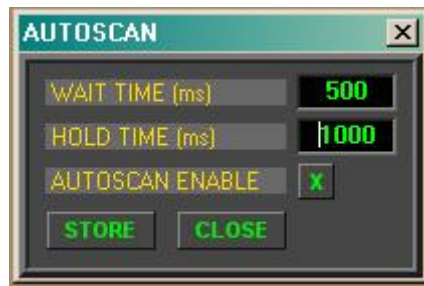 AUTOSCAN
WAIT TIME (ms) 500
HOLD TIME (ms) 1000
AUTOSCAN ENABLE X
STORE CLOSE